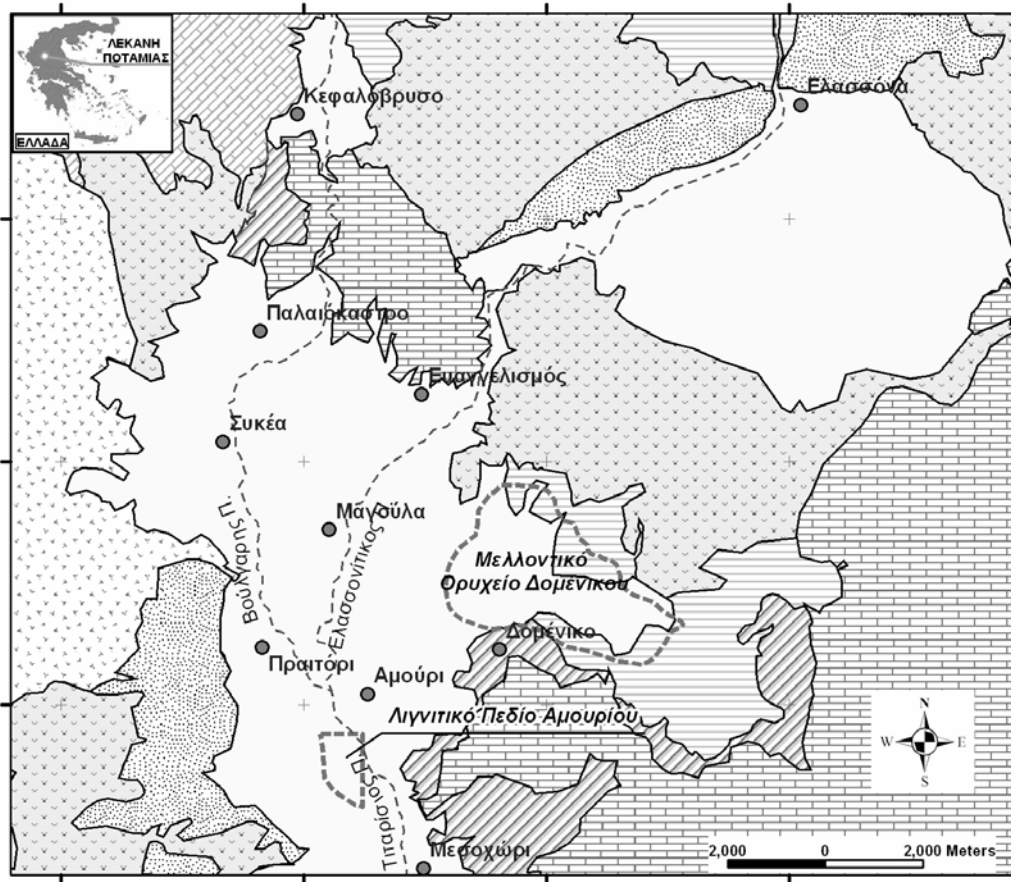 ΛΕΚΑΝΗ
ΠΟΤΑΜΙΑΣ
ΕΛΛΑΔΑ
Κεφαλόβρυσο
Ελασσόνα
Παλαιόκαστρο
Ευαγγελισμός
Συκέα
Μαγούλα
Βούλγαρης Π.
Ελασσονίτικος
Μελλοντικό
Ορυχείο Δομένικου
Δομένικο
Πραιτόρι
Αμούρι
Λιγνιτικό Πεδίο Αμουρίου
Τιταρίσιος Π.
Μεσοχώρι
N
W E
S
2,000 0 2,000 Meters